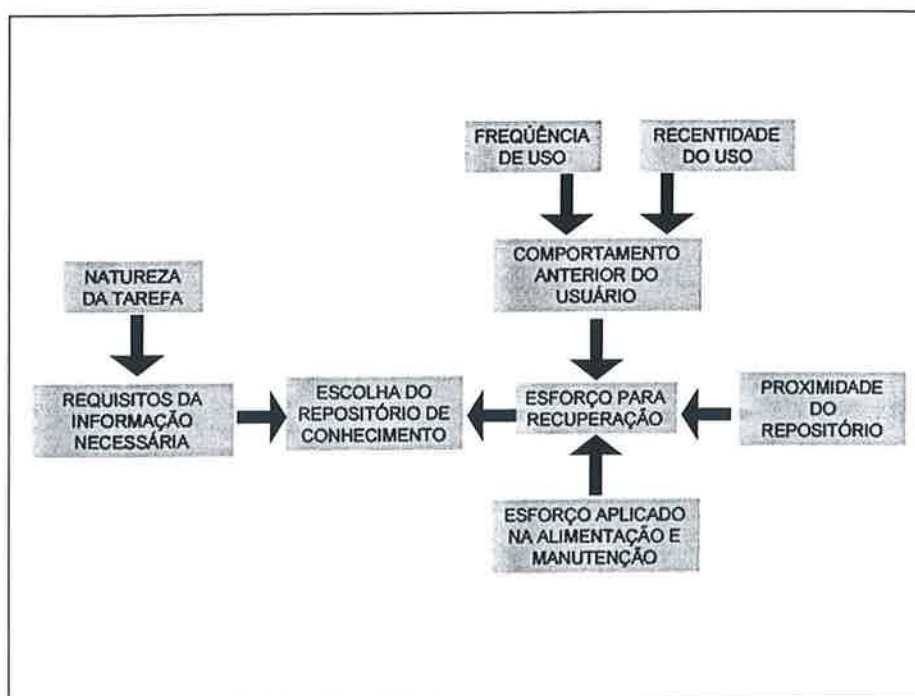 FREQÜÊNCIA
DE USO
RECENTIDADE
DO USO
COMPORTAMENTO
ANTERIOR DO
USUÁRIO
NATUREZA
DA TAREFA
REQUISITOS DA
INFORMAÇÃO
NECESSÁRIA
ESCOLHA DO
REPOSITÓRIO DE
CONHECIMENTO
ESFORÇO PARA
RECUPERAÇÃO
PROXIMIDADE
DO
REPOSITÓRIO
ESFORÇO APLICADO
NA ALIMENTAÇÃO E
MANUTENÇÃO